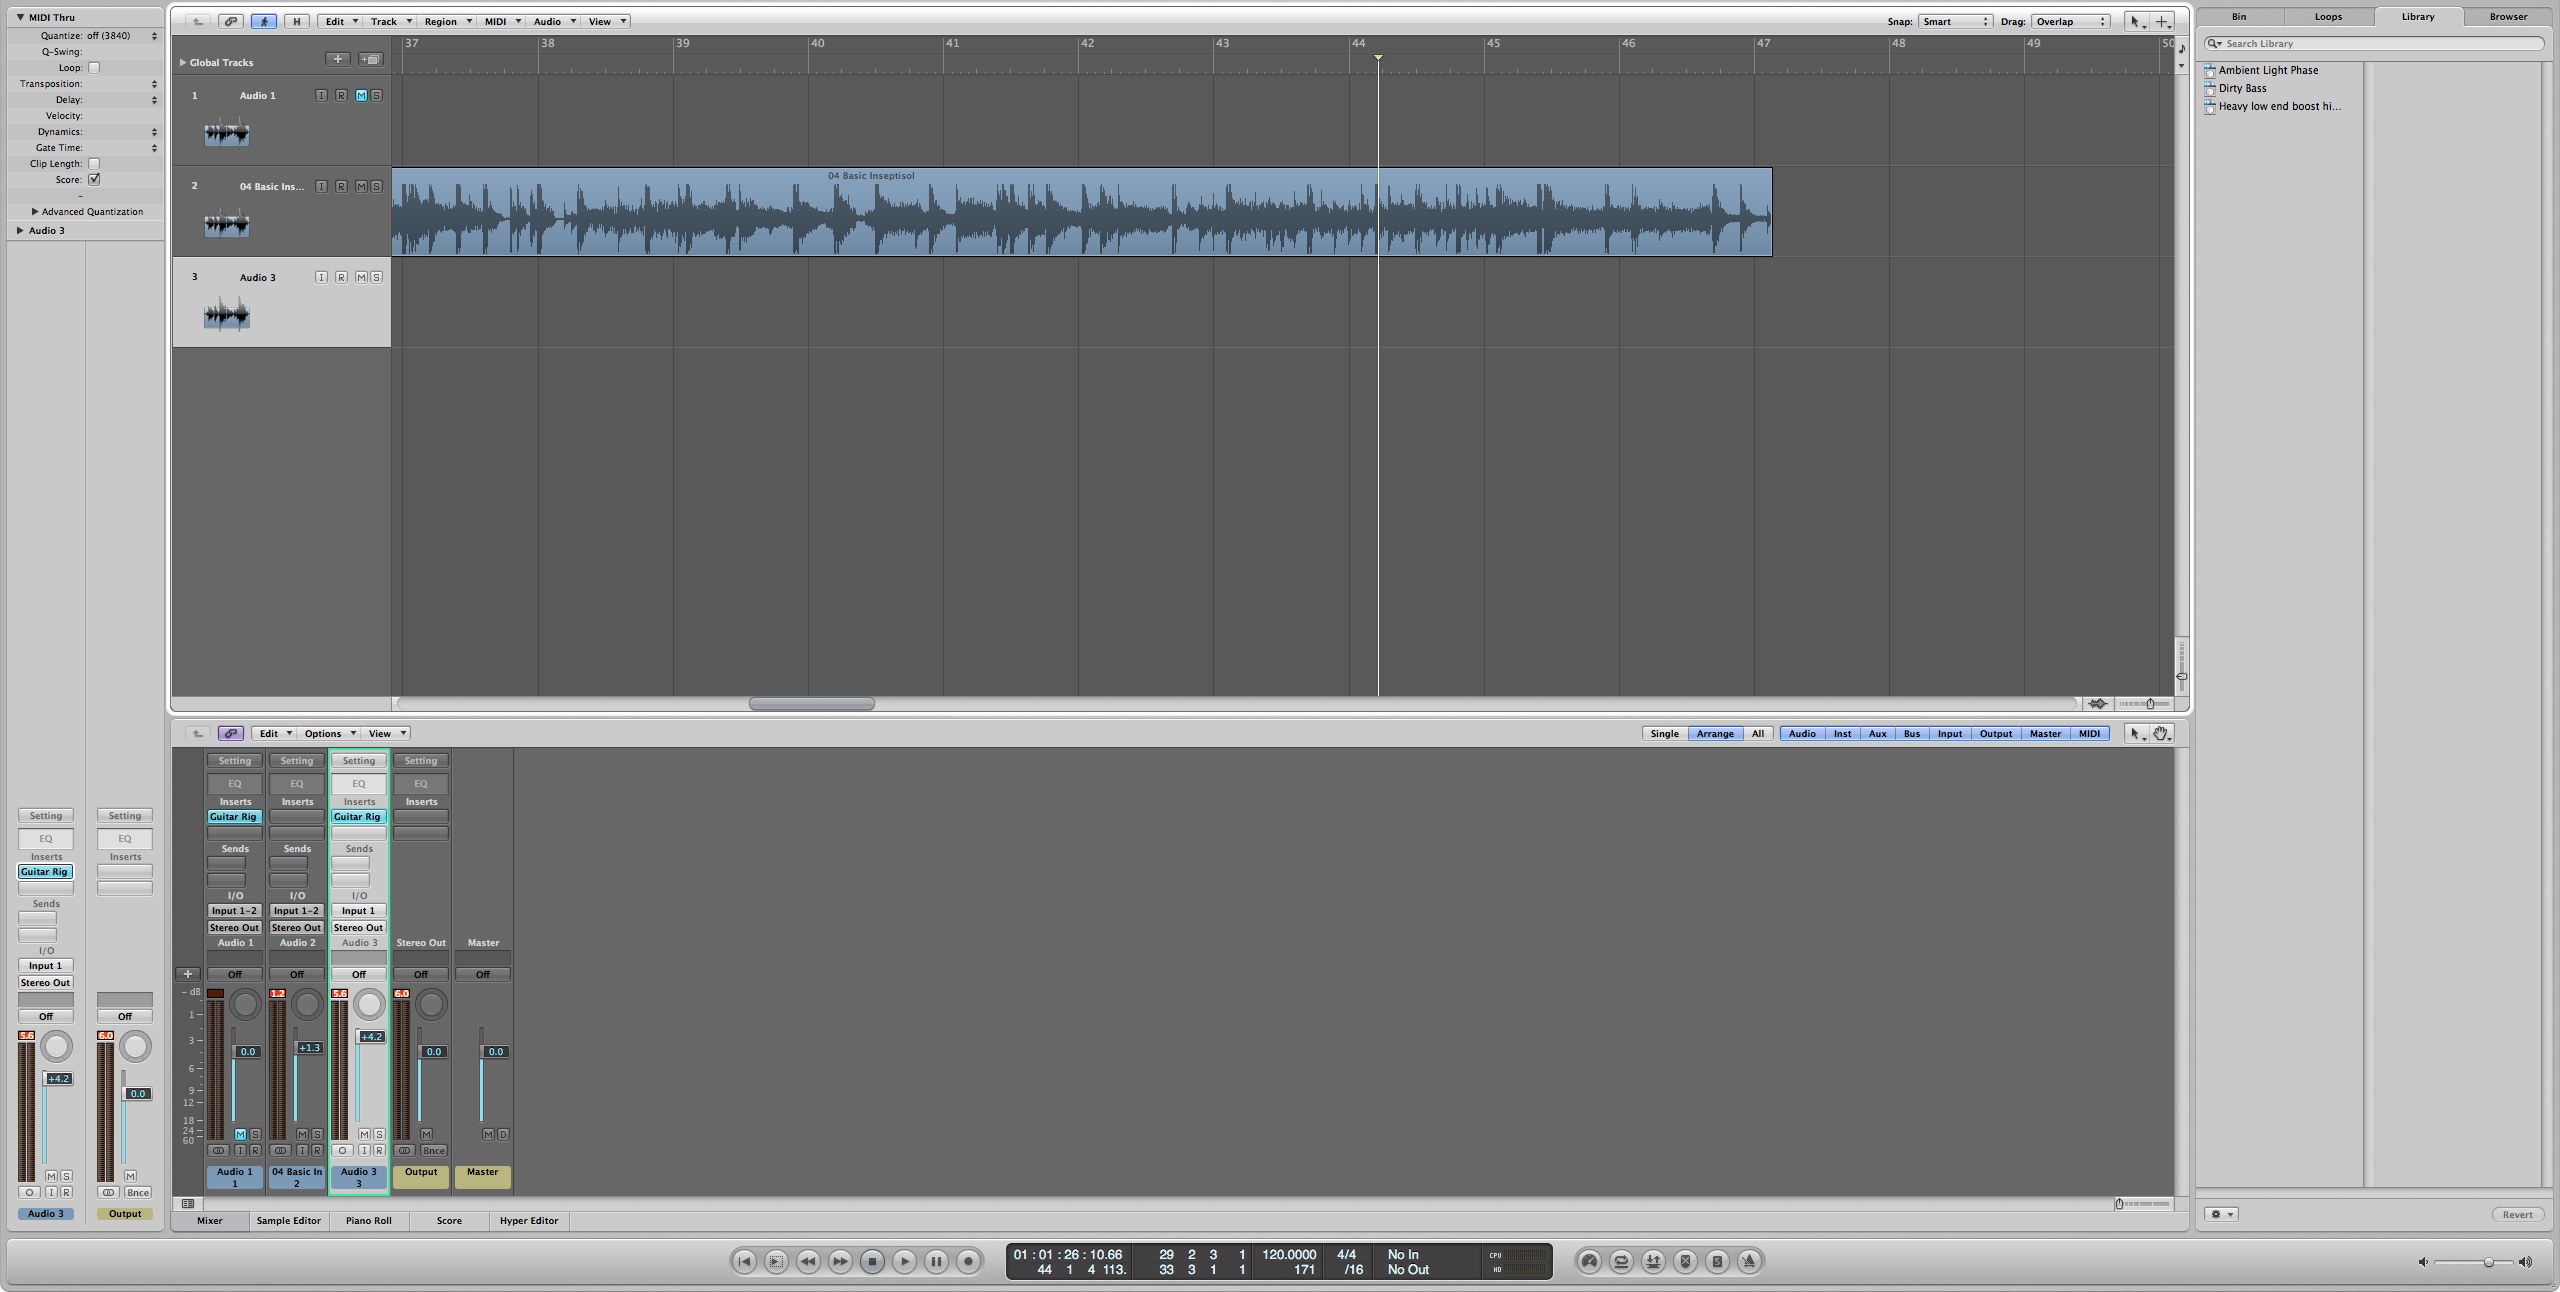 MIDI Thru
Quantize: off (3840)
Q-Swing:
Loop:
Transposition:
Delay:
Velocity:
Dynamics:
Gate Time:
Clip Length:
Score:
Advanced Quantization
Audio 3
Setting Setting
EQ EQ
Inserts Inserts
Guitar Rig
Sends
I/O
Input 1
Stereo Out
Off Off
5.6 6.0
+4.2 0.0
M S M
I R Bnce
Audio 3 Output
H Edit Track Region MIDI Audio View Snap: Smart Drag: Overlap
37 38 39 40 41 42 43 44 45 46 47 48 49 50
Global Tracks
1 Audio 1 I R M S
2 04 Basic Ins... I R M S
04 Basic Inseptisol
3 Audio 3 I R M S
Edit Options View Single Arrange All Audio Inst Aux Bus Input Output Master MIDI
Setting Setting Setting Setting
EQ EQ EQ EQ
Inserts Inserts Inserts Inserts
Guitar Rig Guitar Rig
Sends Sends Sends
I/O I/O I/O
Input 1-2 Input 1-2 Input 1
Stereo Out Stereo Out Stereo Out
Audio 1 Audio 2 Audio 3 Stereo Out Master
Off Off Off Off Off
- dB 1.2 5.6 6.0
1
3
6
9
12
18
24
60
0.0 +1.3 +4.2 0.0 0.0
M S M S M S M M D
I R I R I R Bnce
Audio 1 04 Basic In Audio 3 Output Master
1 2 3
Mixer Sample Editor Piano Roll Score Hyper Editor
01 : 01 : 26 : 10.66 29 2 3 1 120.0000 4/4 No In CPU
44 1 4 113. 33 3 1 1 171 /16 No Out HD
Bin Loops Library Browser
Search Library
Ambient Light Phase
Dirty Bass
Heavy low end boost hi...
Revert